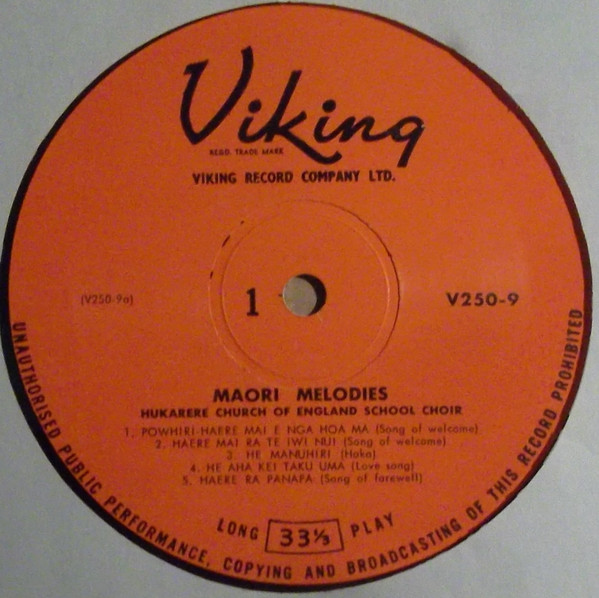 Viking
REGD. TRADE MARK
VIKING RECORD COMPANY LTD.
(V250-9a)
1
V250-9
MAORI MELODIES
HUKARERE CHURCH OF ENGLAND SCHOOL CHOIR
1. POWHIRI-HAERE MAI E NGA HOA MA (Song of welcome)
2. HAERE MAI RA TE IWI NUI (Song of welcome)
3. HE MANUHIRI (Haka)
4. HE AHA KEI TAKU UMA (Love song)
5. HAERE RA PANAPA (Song of farewell)
LONG 33⅓ PLAY
UNAUTHORISED PUBLIC PERFORMANCE, COPYING AND BROADCASTING OF THIS RECORD PROHIBITED